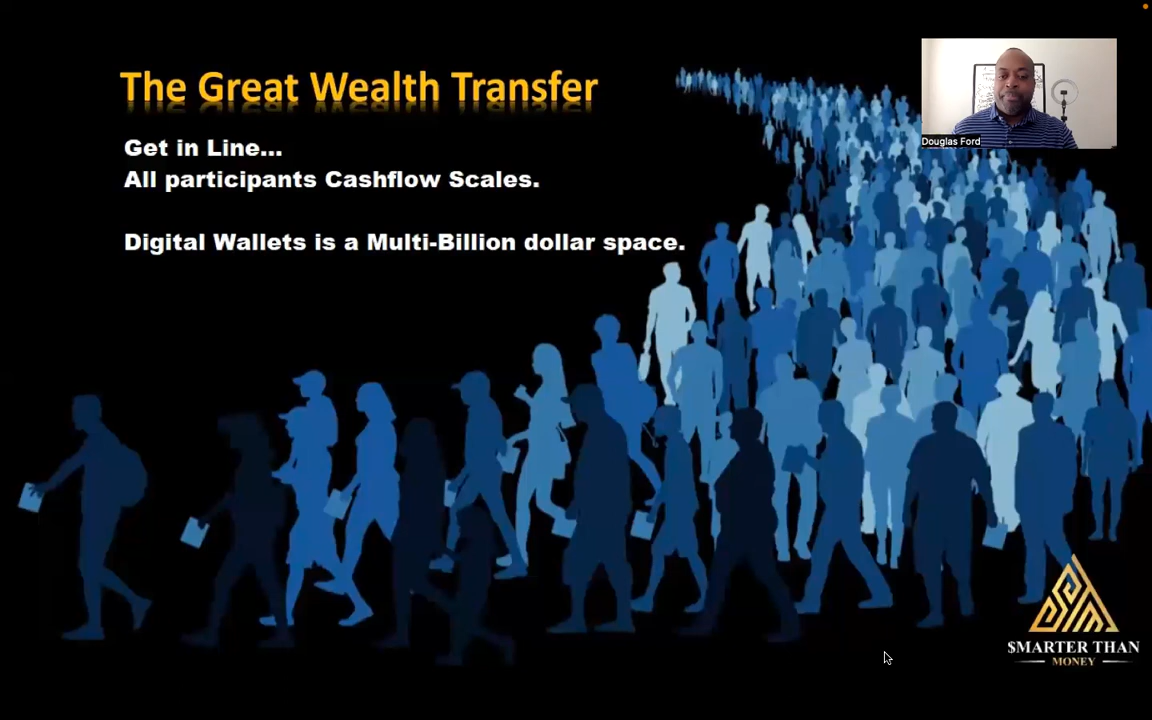 The Great Wealth Transfer
Get in Line...
All participants Cashflow Scales.
Digital Wallets is a Multi-Billion dollar space.
Douglas Ford
$MARTER THAN
MONEY